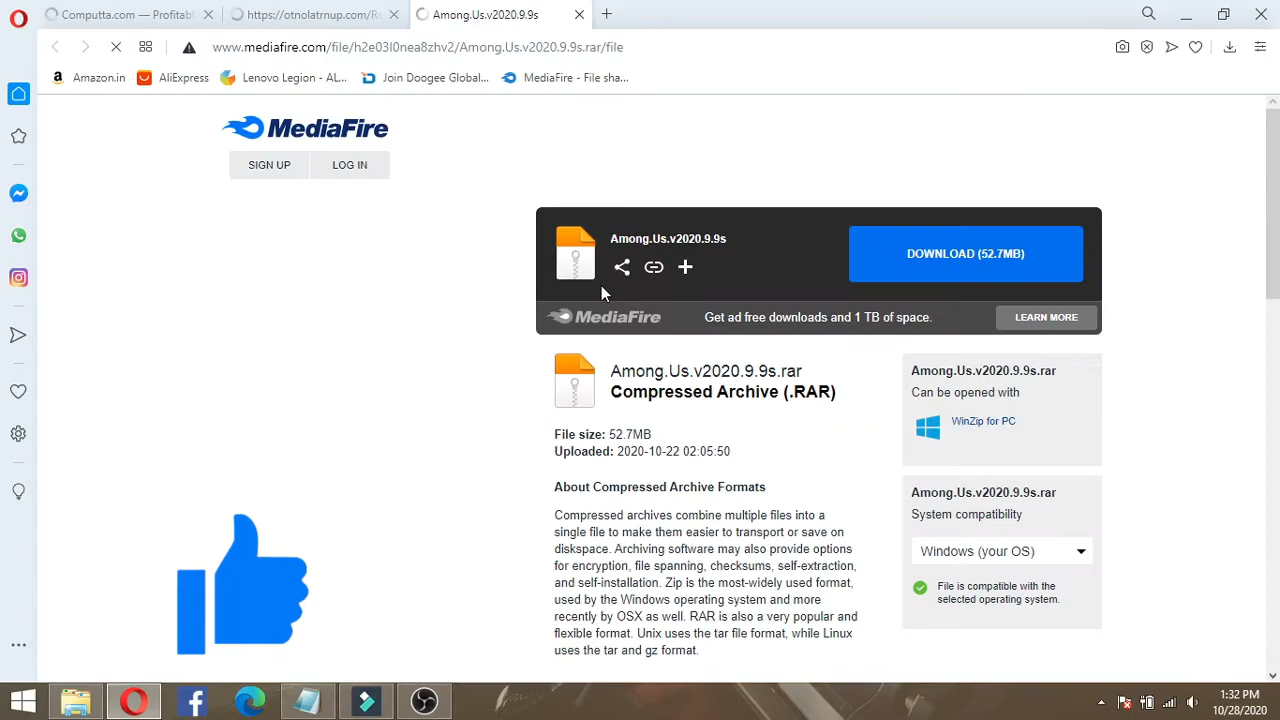 Computta.com — Profitabl
https://otnolatrnup.com/Re
Among.Us.v2020.9.9s
www.mediafire.com/file/h2e03l0nea8zhv2/Among.Us.v2020.9.9s.rar/file
Amazon.in
AliExpress
Lenovo Legion - AL...
Join Doogee Global...
MediaFire - File sha...
MediaFire
SIGN UP
LOG IN
Among.Us.v2020.9.9s
DOWNLOAD (52.7MB)
MediaFire
Get ad free downloads and 1 TB of space.
LEARN MORE
Among.Us.v2020.9.9s.rar
Compressed Archive (.RAR)
File size: 52.7MB
Uploaded: 2020-10-22 02:05:50
About Compressed Archive Formats
Compressed archives combine multiple files into a
single file to make them easier to transport or save on
diskspace. Archiving software may also provide options
for encryption, file spanning, checksums, self-extraction,
and self-installation. Zip is the most-widely used format,
used by the Windows operating system and more
recently by OSX as well. RAR is also a very popular and
flexible format. Unix uses the tar file format, while Linux
uses the tar and gz format.
Among.Us.v2020.9.9s.rar
Can be opened with
WinZip for PC
Among.Us.v2020.9.9s.rar
System compatibility
Windows (your OS)
File is compatible with the
selected operating system.
1:32 PM
10/28/2020